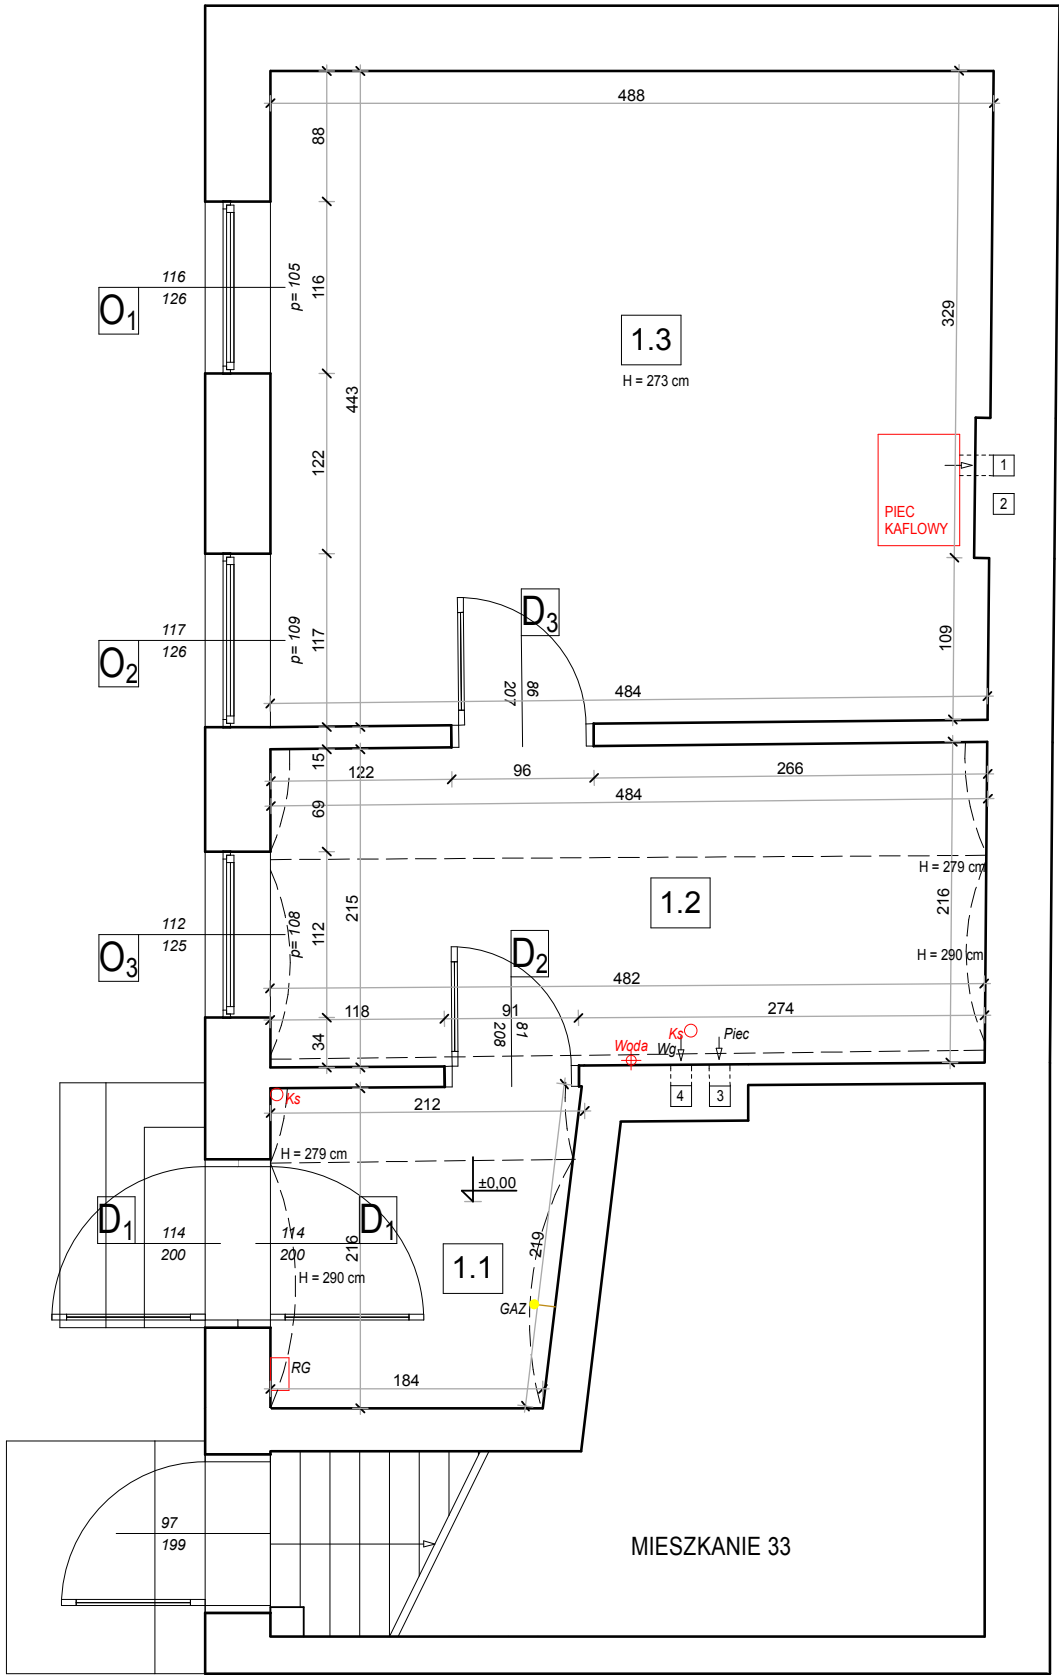 488
88
116
126
O1
p= 105
116
1.3
H = 273 cm
329
443
122
PIEC
KAFLOWY
1
2
D3
86
207
117
126
O2
p= 109
117
109
484
15
122
96
266
69
484
H = 279 cm
1.2
215
216
112
125
O3
p= 108
112
D2
H = 290 cm
482
118
91
274
81
208
34
Woda
Wg
Ks
Piec
4
3
Ks
212
H = 279 cm
±0,00
D1
114
200
114
200
D1
216
219
1.1
H = 290 cm
GAZ
RG
184
97
199
MIESZKANIE 33